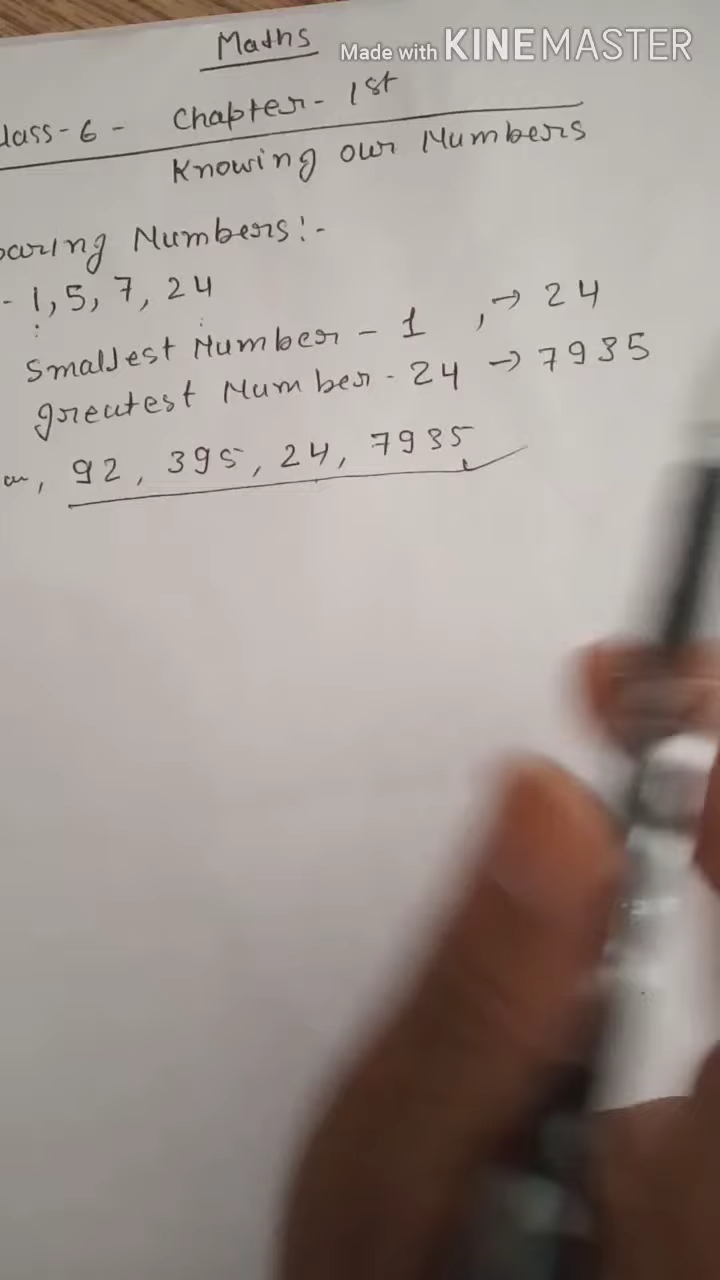 Maths
Made with KINEMASTER
lass-6- Chapter- 1st
Knowing our Numbers
paring Numbers:-
- 1, 5, 7, 24
Smallest Number - 1 , → 24
greatest Number - 24 → 7935
, 92, 395, 24, 7935